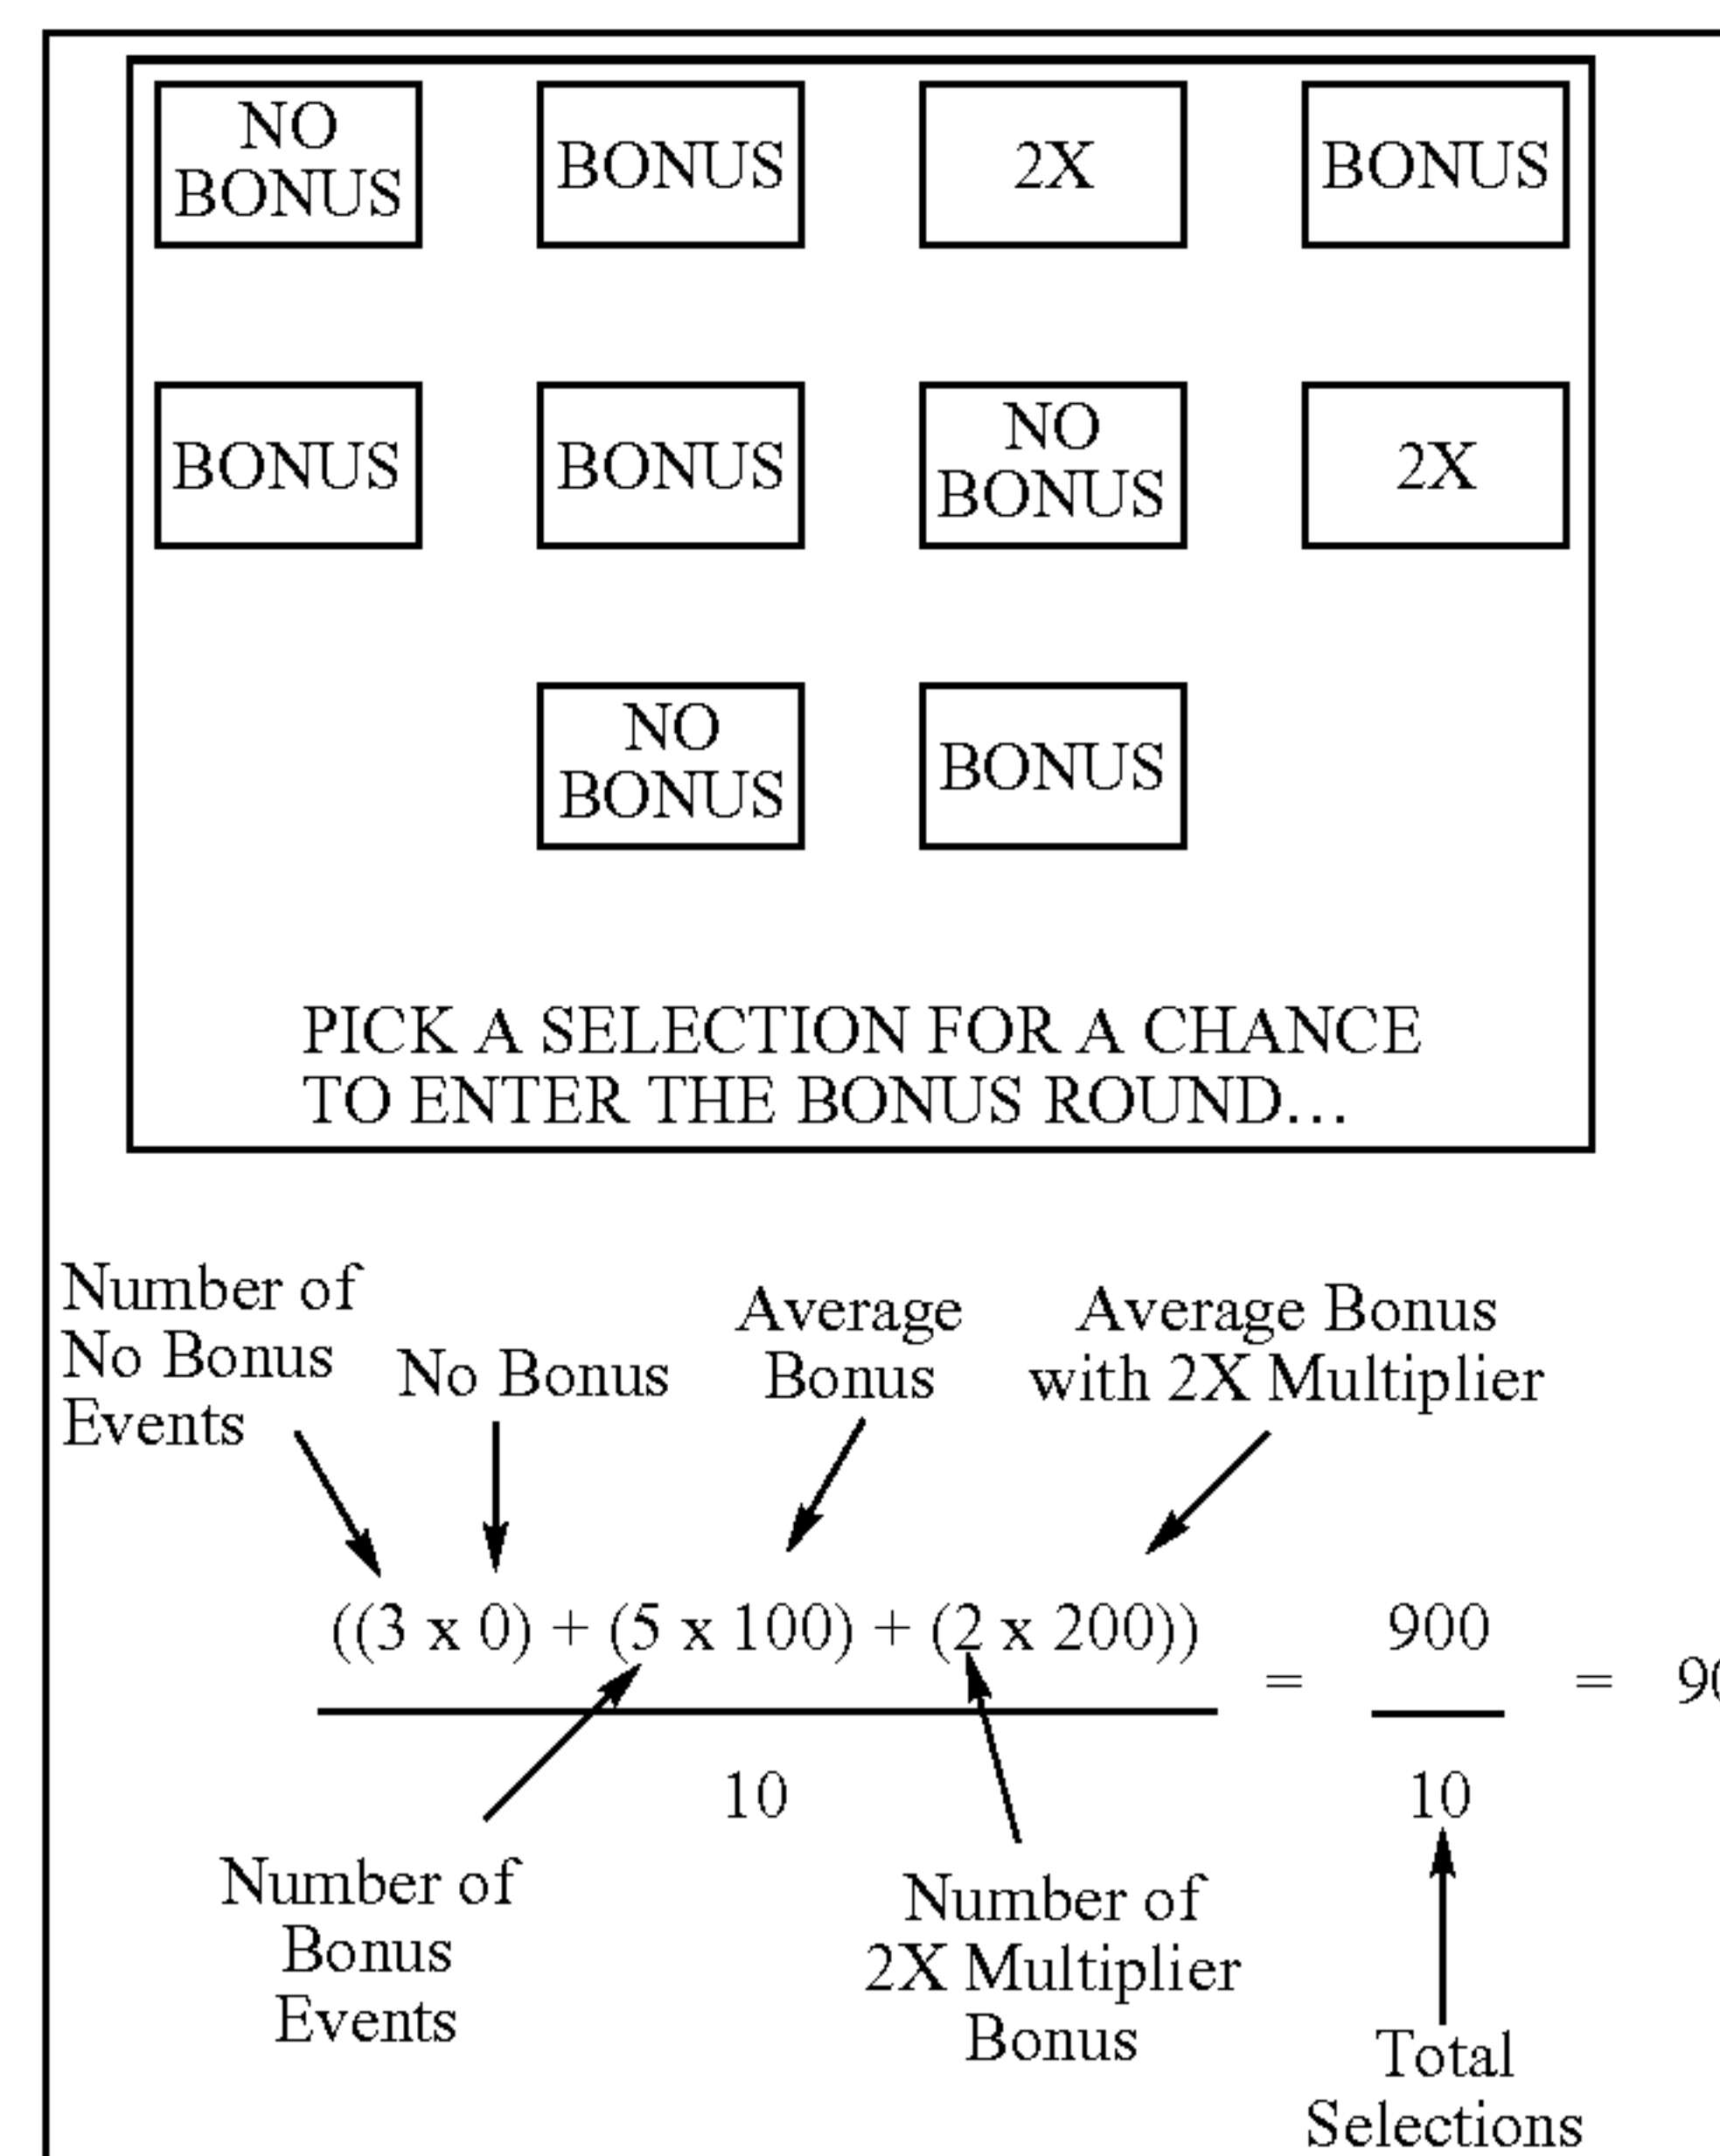 NO
BONUS
BONUS
2X
BONUS
BONUS
BONUS
NO
BONUS
2X
NO
BONUS
BONUS
PICK A SELECTION FOR A CHANCE
TO ENTER THE BONUS ROUND...
Number of
No Bonus
Events
No Bonus
Average
Bonus
Average Bonus
with 2X Multiplier
((3 x 0) + (5 x 100) + (2 x 200))
10
=
900
10
=
Number of
Bonus
Events
Number of
2X Multiplier
Bonus
Total
Selections